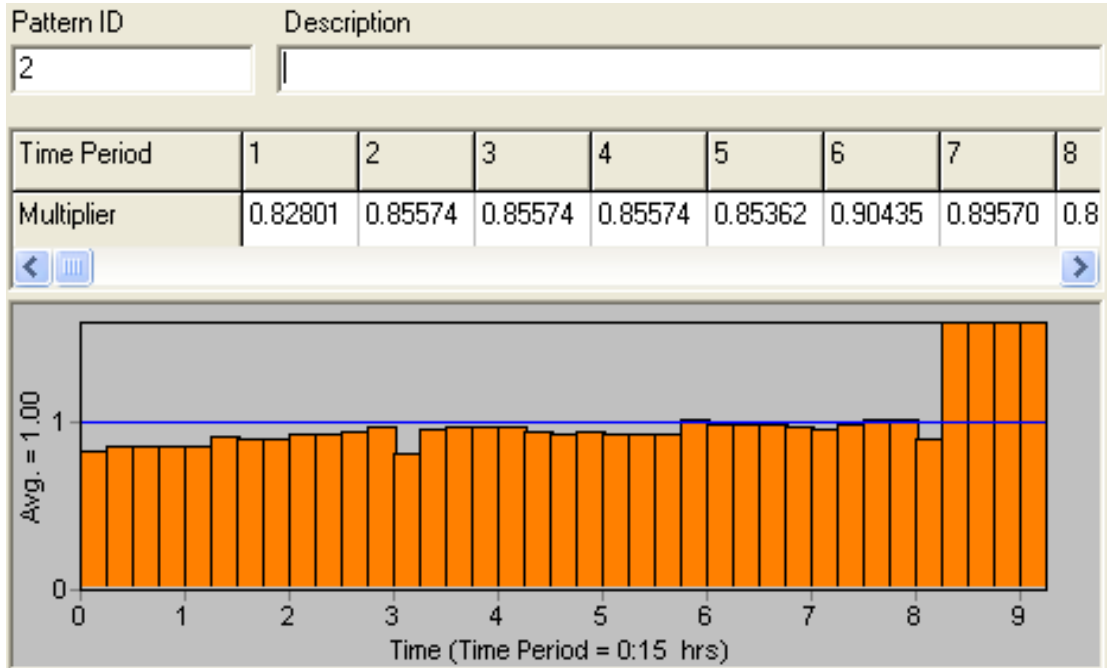 Pattern ID Description
2
Time Period 1 2 3 4 5 6 7 8
Multiplier 0.82801 0.85574 0.85574 0.85574 0.85362 0.90435 0.89570 0.8
Avg. = 1.00
1
0
0 1 2 3 4 5 6 7 8 9
Time (Time Period = 0:15 hrs)